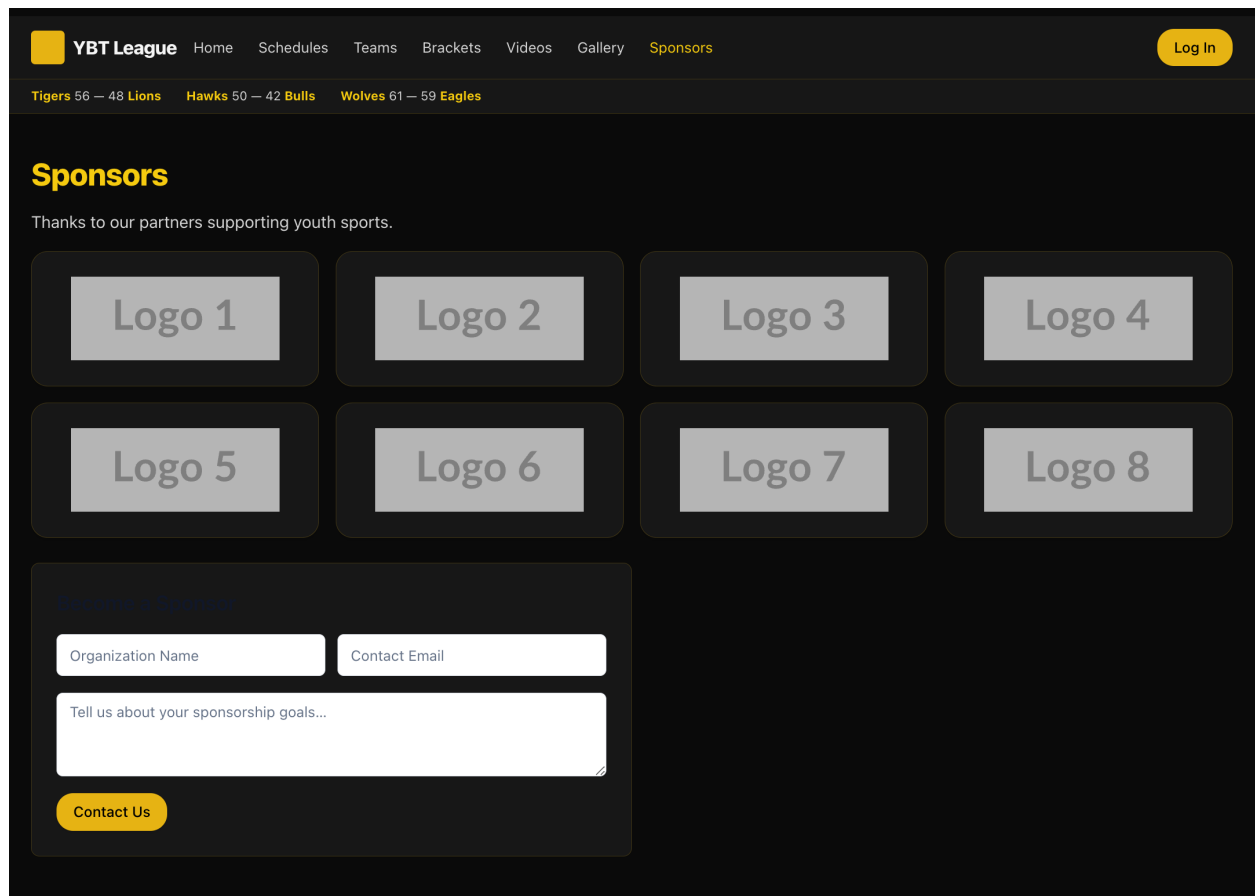 YBT League Home Schedules Teams Brackets Videos Gallery Sponsors Log In
Tigers 56 — 48 Lions Hawks 50 — 42 Bulls Wolves 61 — 59 Eagles
Sponsors
Thanks to our partners supporting youth sports.
Logo 1 Logo 2 Logo 3 Logo 4
Logo 5 Logo 6 Logo 7 Logo 8
Become a Sponsor
Organization Name Contact Email
Tell us about your sponsorship goals...
Contact Us